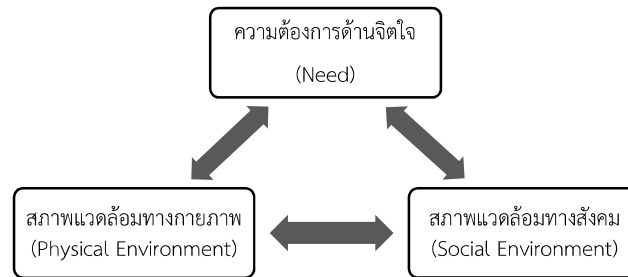 ความต้องการด้านจิตใจ
(Need)
สภาพแวดล้อมทางกายภาพ
(Physical Environment)
สภาพแวดล้อมทางสังคม
(Social Environment)